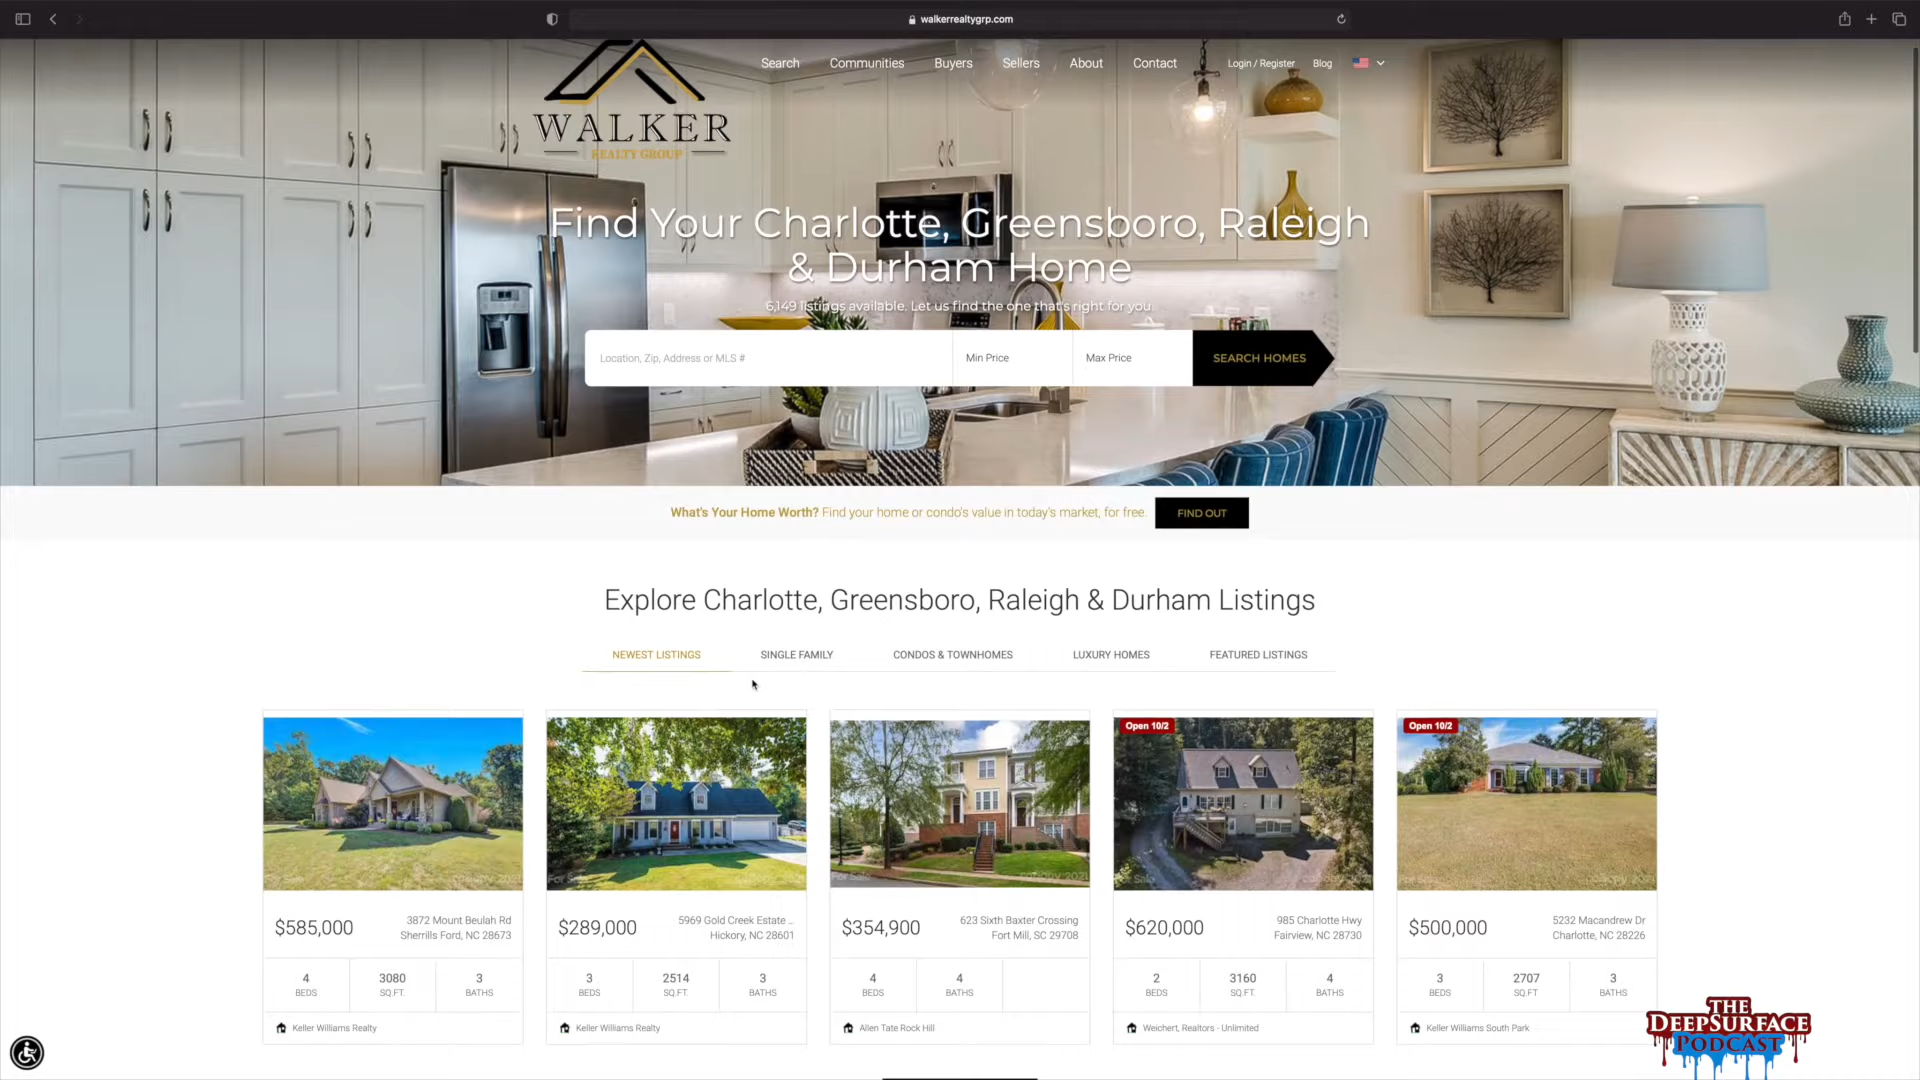 walkerrealtygrp.com
Search Communities Buyers Sellers About Contact Login / Register Blog
WALKER
REALTY GROUP
Find Your Charlotte, Greensboro, Raleigh
& Durham Home
6,149 listings available. Let us find the one that's right for you.
Location, Zip, Address or MLS # Min Price Max Price SEARCH HOMES
What's Your Home Worth? Find your home or condo's value in today's market, for free. FIND OUT
Explore Charlotte, Greensboro, Raleigh & Durham Listings
NEWEST LISTINGS SINGLE FAMILY CONDOS & TOWNHOMES LUXURY HOMES FEATURED LISTINGS
Open 10/2 Open 10/2
$585,000 3872 Mount Beulah Rd
Sherrills Ford, NC 28673
4 3080 3
BEDS SQ.FT. BATHS
Keller Williams Realty
$289,000 5969 Gold Creek Estate ...
Hickory, NC 28601
3 2514 3
BEDS SQ.FT. BATHS
Keller Williams Realty
$354,900 623 Sixth Baxter Crossing
Fort Mill, SC 29708
4 4
BEDS BATHS
Allen Tate Rock Hill
$620,000 985 Charlotte Hwy
Fairview, NC 28730
2 3160 4
BEDS SQ.FT. BATHS
Weichert, Realtors - Unlimited
$500,000 5232 Macandrew Dr
Charlotte, NC 28226
3 2707 3
BEDS SQ.FT BATHS
Keller Williams South Park
THE
DEEPSURFACE
PODCAST